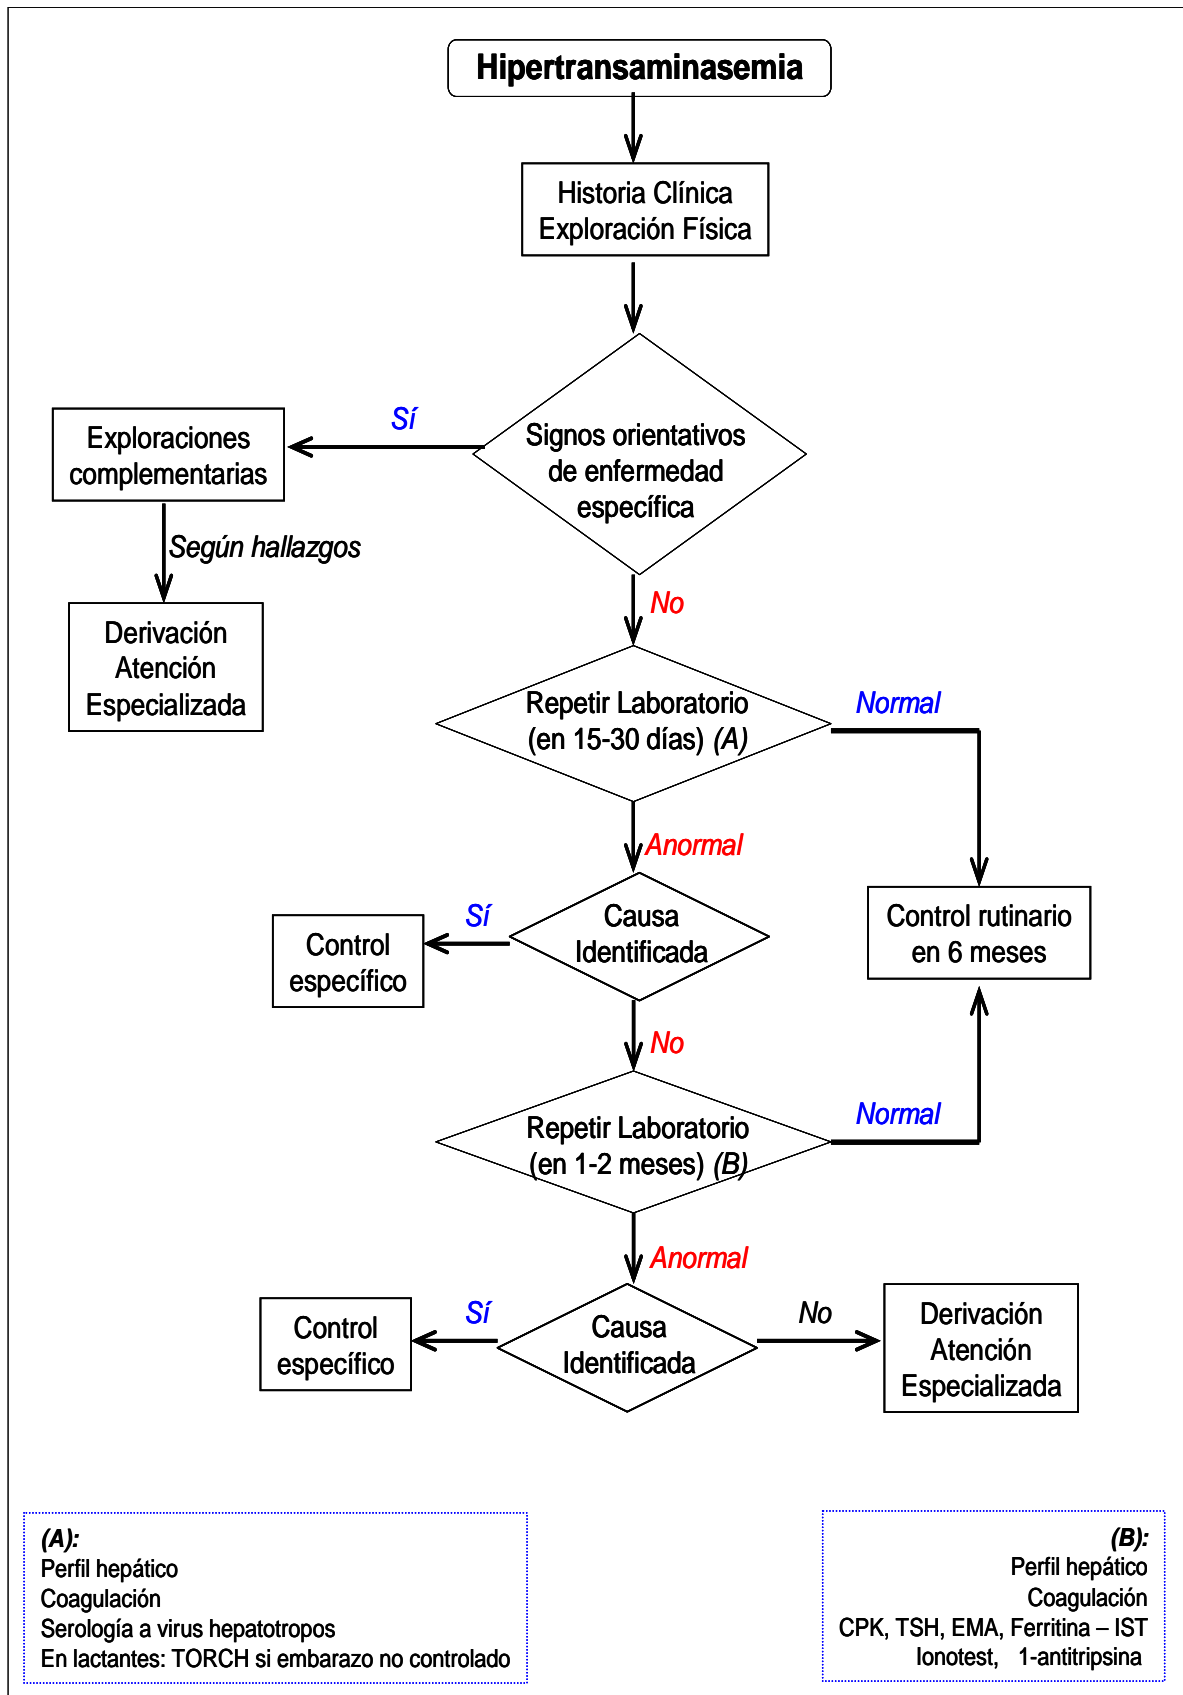 Hipertransaminasemia
Historia Clínica
Exploración Física
Signos orientativos
de enfermedad
específica
Sí
Exploraciones
complementarias
Según hallazgos
Derivación
Atención
Especializada
No
Repetir Laboratorio
(en 15-30 días) (A)
Normal
Anormal
Causa
Identificada
Sí
Control
específico
Control rutinario
en 6 meses
No
Repetir Laboratorio
(en 1-2 meses) (B)
Normal
Anormal
Causa
Identificada
Sí
Control
específico
No
Derivación
Atención
Especializada
(A):
Perfil hepático
Coagulación
Serología a virus hepatotropos
En lactantes: TORCH si embarazo no controlado
(B):
Perfil hepático
Coagulación
CPK, TSH, EMA, Ferritina – IST
Ionotest, 1-antitripsina